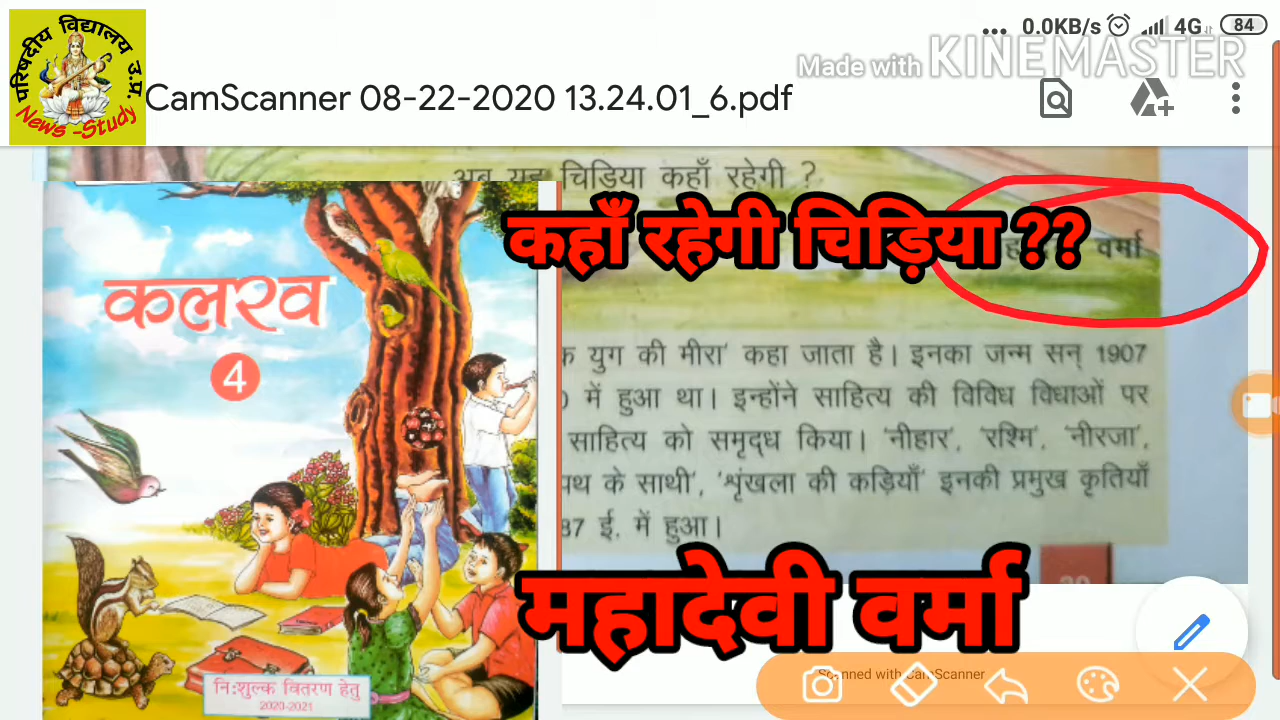 परिषदीय विद्यालय उ.प्र.
News -Study
0.0KB/s 4G 84
Made with KINEMASTER
CamScanner 08-22-2020 13.24.01_6.pdf
अब यह चिड़िया कहाँ रहेगी ?
कहाँ रहेगी चिड़िया ??
वर्मा
कलरव
4
क युग की मीरा' कहा जाता है। इनका जन्म सन् 1907
में हुआ था। इन्होंने साहित्य की विविध विधाओं पर
साहित्य को समृद्ध किया। 'नीहार', 'रश्मि', 'नीरजा',
पथ के साथी', 'शृंखला की कड़ियाँ' इनकी प्रमुख कृतियाँ
87 ई. में हुआ।
महादेवी वर्मा
नि:शुल्क वितरण हेतु
2020-2021
Scanned with CamScanner